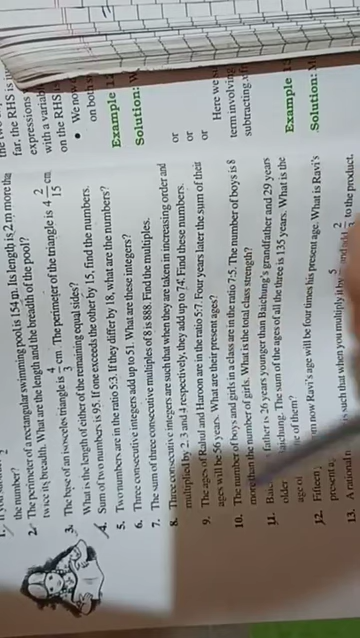 the number?
2. The perimeter of a rectangular swimming pool is 154 m. Its length is 2 m more than
twice its breadth. What are the length and the breadth of the pool?
3. The base of an isosceles triangle is 4/3 cm. The perimeter of the triangle is 4 2/15 cm.
What is the length of either of the remaining equal sides?
4. Sum of two numbers is 95. If one exceeds the other by 15, find the numbers.
5. Two numbers are in the ratio 5:3. If they differ by 18, what are the numbers?
6. Three consecutive integers add up to 51. What are these integers?
7. The sum of three consecutive multiples of 8 is 888. Find the multiples.
8. Three consecutive integers are such that when they are taken in increasing order and
multiplied by 2, 3 and 4 respectively, they add up to 74. Find these numbers.
9. The ages of Rahul and Haroon are in the ratio 5:7. Four years later the sum of their
ages will be 56 years. What are their present ages?
10. The number of boys and girls in a class are in the ratio 7:5. The number of boys is 8
more than the number of girls. What is the total class strength?
11. father is 26 years younger than Baichung's grandfather and 29 years
older Baichung. The sum of the ages of all the three is 135 years. What is the
age of one of them?
12. Fifteen from now Ravi's age will be four times his present age. What is Ravi's
present
13. A rational is such that when you multiply it by 5 and add 2 to the product.
far, the RHS is
expressions
with a variab
on the RHS
• We now
on both
Example
Solution:
or
or
or
Here we
term involving
subtracting
Example
Solution: